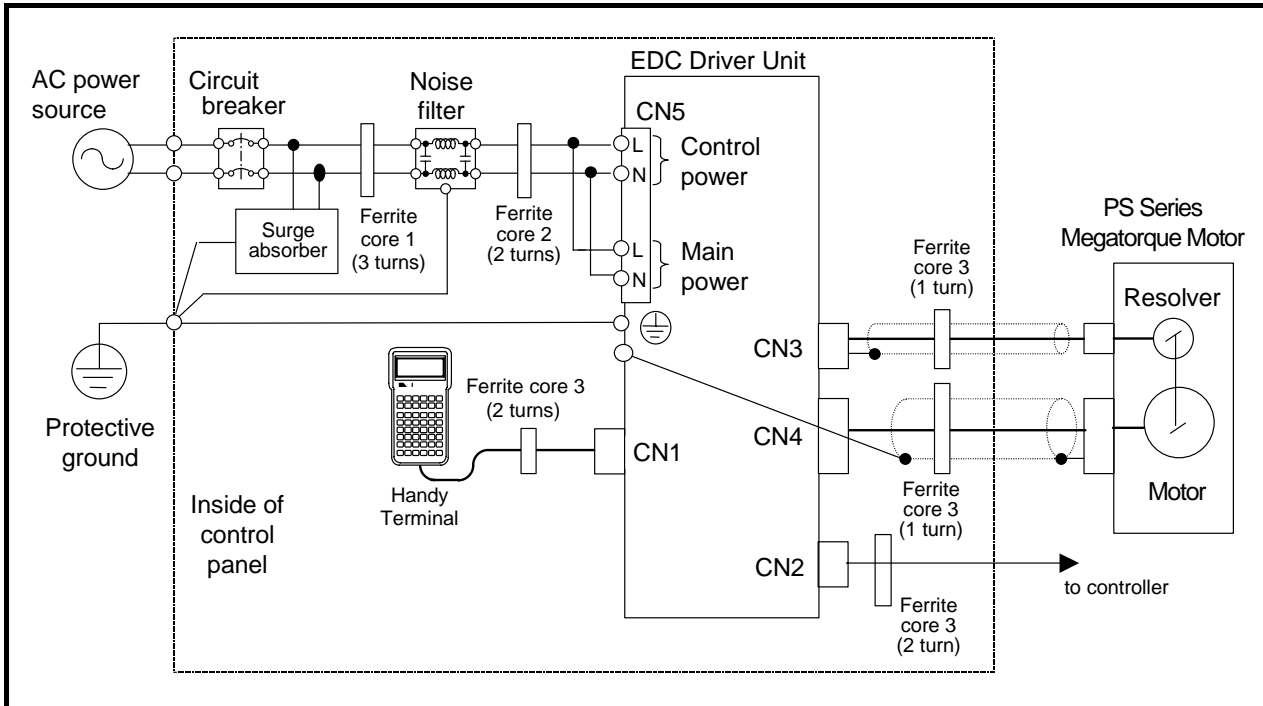 EDC Driver Unit
AC power
source
Circuit
breaker
Noise
filter
CN5
L
N
Control
power
Surge
absorber
Ferrite
core 1
(3 turns)
Ferrite
core 2
(2 turns)
L
N
Main
power
PS Series
Megatorque Motor
Ferrite
core 3
(1 turn)
Resolver
CN3
Protective
ground
Ferrite core 3
(2 turns)
CN1
CN4
Handy
Terminal
Motor
Ferrite
core 3
(1 turn)
Inside of
control
panel
CN2
to controller
Ferrite
core 3
(2 turn)